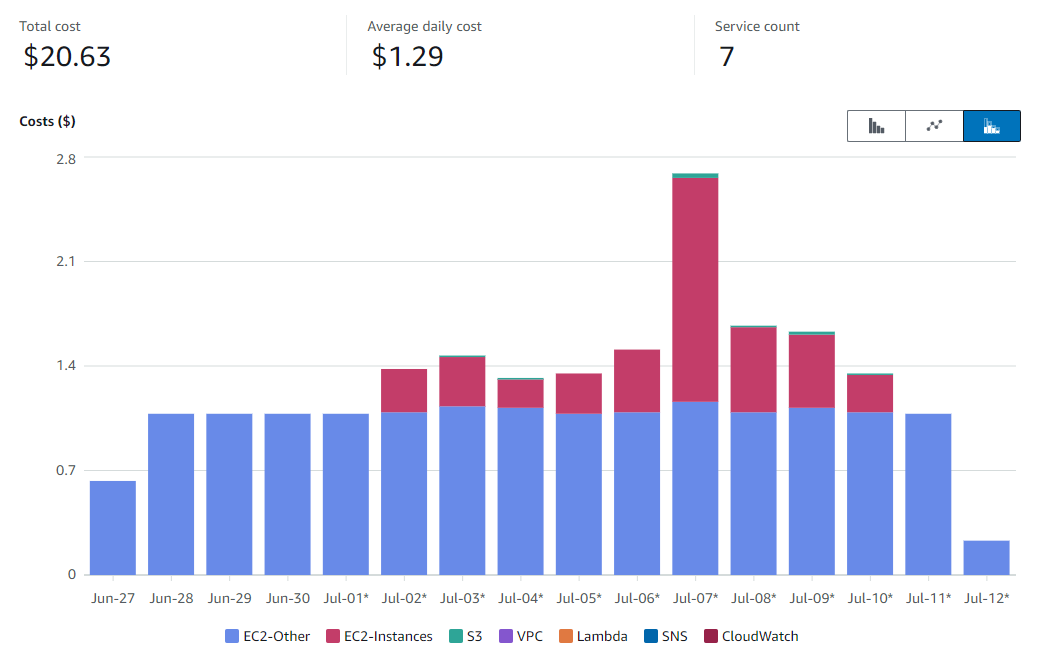 Total cost
$20.63
Average daily cost
$1.29
Service count
7
Costs ($)
2.8
2.1
1.4
0.7
0
Jun-27 Jun-28 Jun-29 Jun-30 Jul-01* Jul-02* Jul-03* Jul-04* Jul-05* Jul-06* Jul-07* Jul-08* Jul-09* Jul-10* Jul-11* Jul-12*
EC2-Other EC2-Instances S3 VPC Lambda SNS CloudWatch